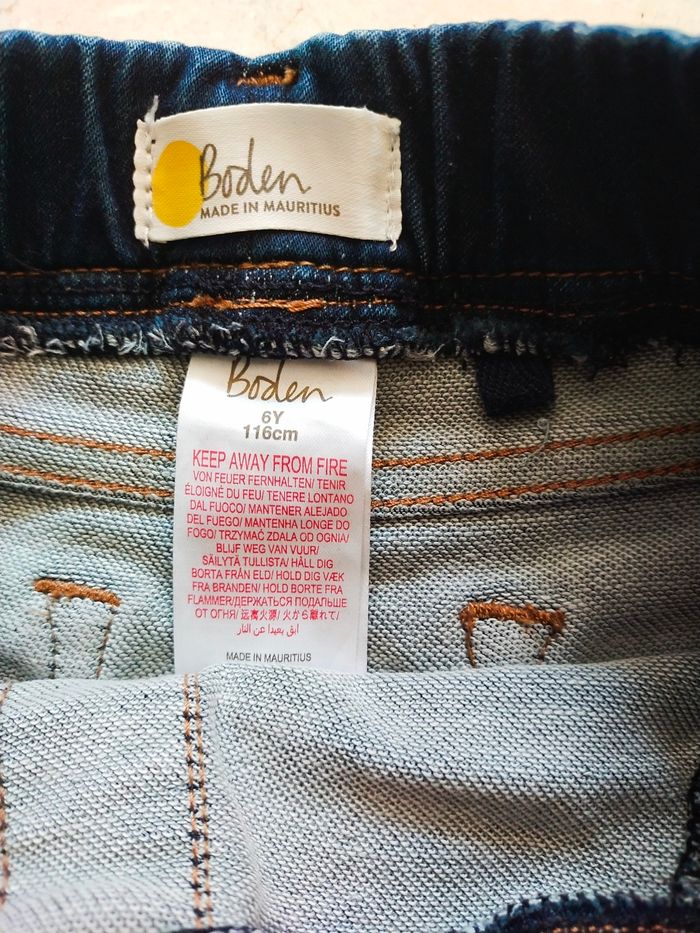 Boden
MADE IN MAURITIUS
Boden
6Y
116cm
KEEP AWAY FROM FIRE
VON FEUER FERNHALTEN/ TENIR
ÉLOIGNÉ DU FEU/ TENERE LONTANO
DAL FUOCO/ MANTENER ALEJADO
DEL FUEGO/ MANTENHA LONGE DO
FOGO/ TRZYMAĆ ZDALA OD OGNIA/
BLIJF WEG VAN VUUR/
SÄILYTÄ TULLISTA/ HÅLL DIG
BORTA FRÅN ELD/ HOLD DIG VÆK
FRA BRANDEN/ HOLD BORTE FRA
FLAMMER/ДЕРЖАТЬСЯ ПОДАЛЬШЕ
ОТ ОГНЯ/ 远离火源/ 火から離れて/
ابق بعيدا عن النار
MADE IN MAURITIUS